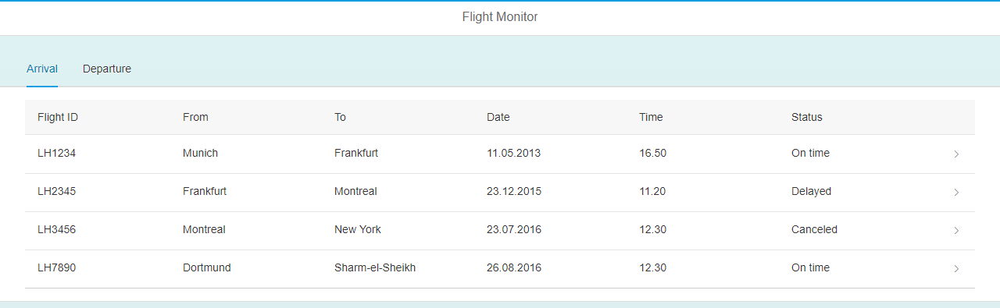 Flight Monitor
Arrival Departure
Flight ID From To Date Time Status
LH1234 Munich Frankfurt 11.05.2013 16.50 On time
LH2345 Frankfurt Montreal 23.12.2015 11.20 Delayed
LH3456 Montreal New York 23.07.2016 12.30 Canceled
LH7890 Dortmund Sharm-el-Sheikh 26.08.2016 12.30 On time